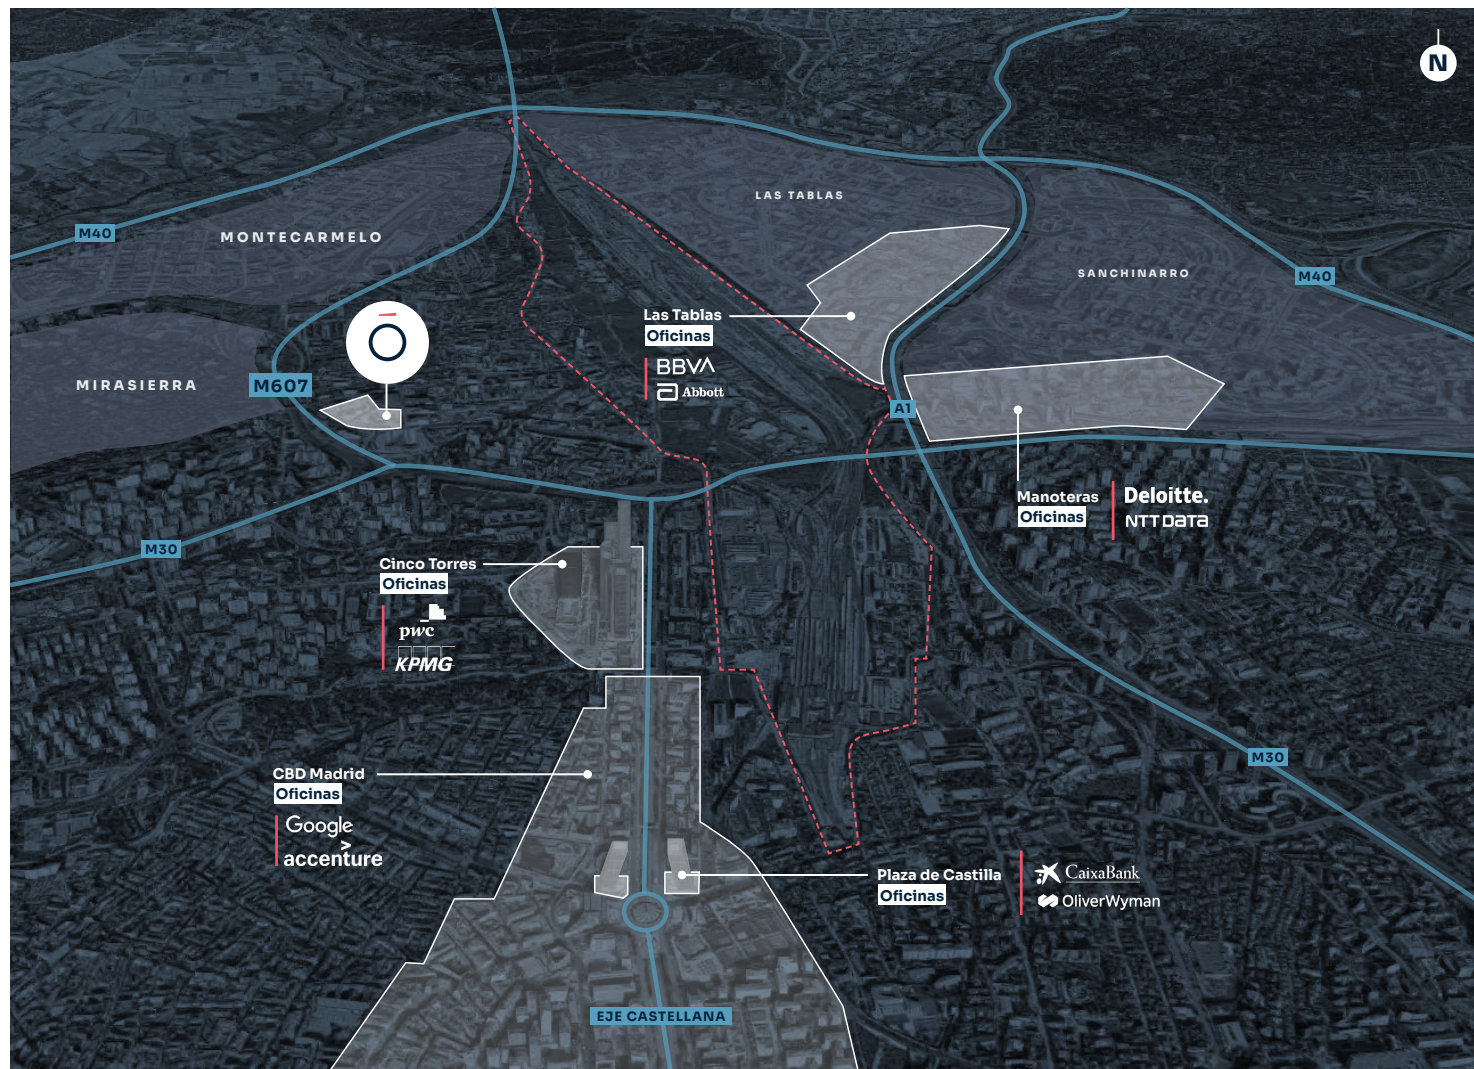 N
LAS TABLAS
M40
MONTECARMELO
SANCHINARRO
M40
Las Tablas
Oficinas
BBVA
Abbott
MIRASIERRA
M607
A1
Manoteras
Oficinas
Deloitte.
NTT DATA
M30
Cinco Torres
Oficinas
pwc
KPMG
M30
CBD Madrid
Oficinas
Google
accenture
Plaza de Castilla
Oficinas
CaixaBank
OliverWyman
EJE CASTELLANA